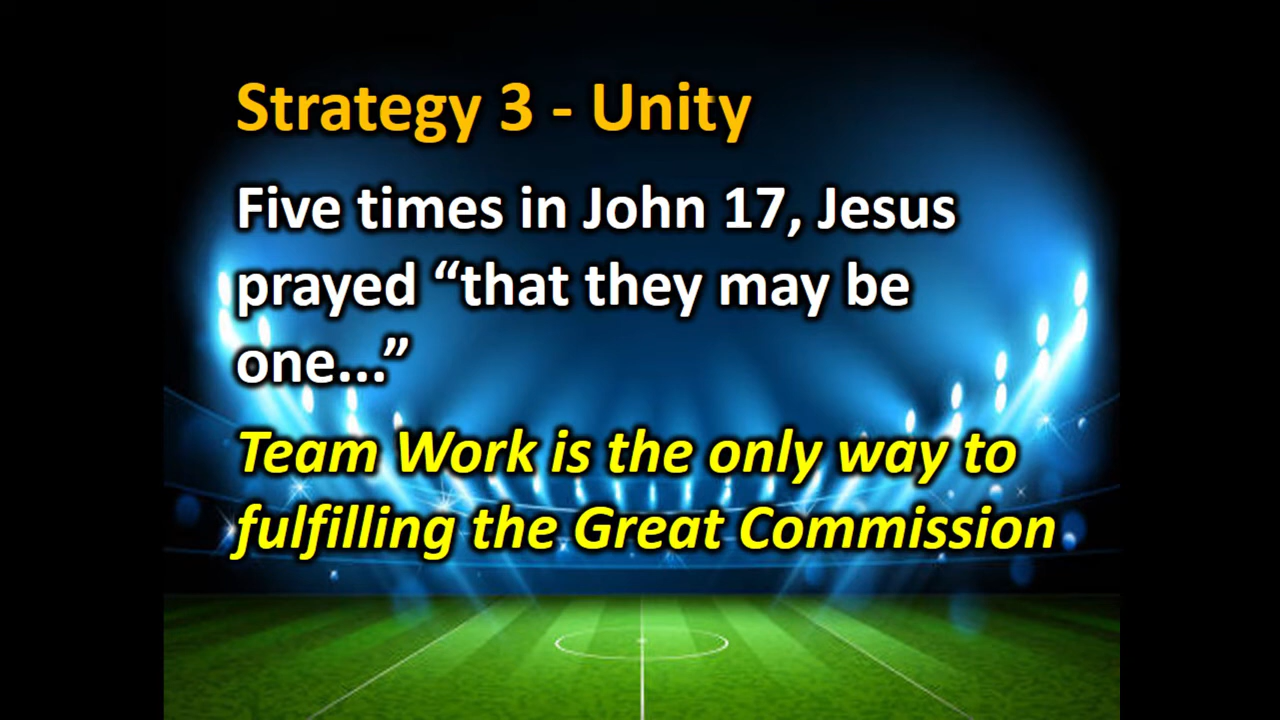 Strategy 3 - Unity
Five times in John 17, Jesus
prayed “that they may be
one...”
Team Work is the only way to
fulfilling the Great Commission